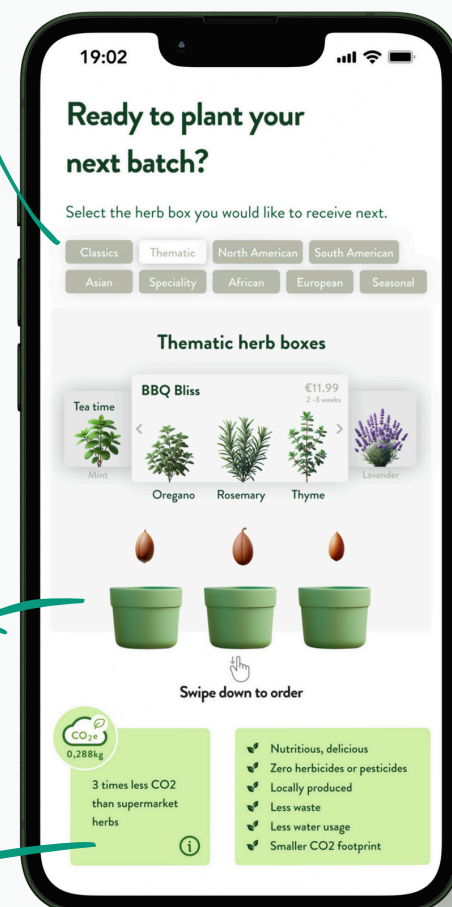 19:02
Ready to plant your
next batch?
Select the herb box you would like to receive next.
Classics Thematic North American South American
Asian Speciality African European Seasonal
Thematic herb boxes
Tea time
Mint
BBQ Bliss €11.99
2 -3 weeks
Oregano Rosemary Thyme
Lavender
Swipe down to order
CO2e
0,288kg
3 times less CO2
than supermarket
herbs
i
Nutritious, delicious
Zero herbicides or pesticides
Locally produced
Less waste
Less water usage
Smaller CO2 footprint